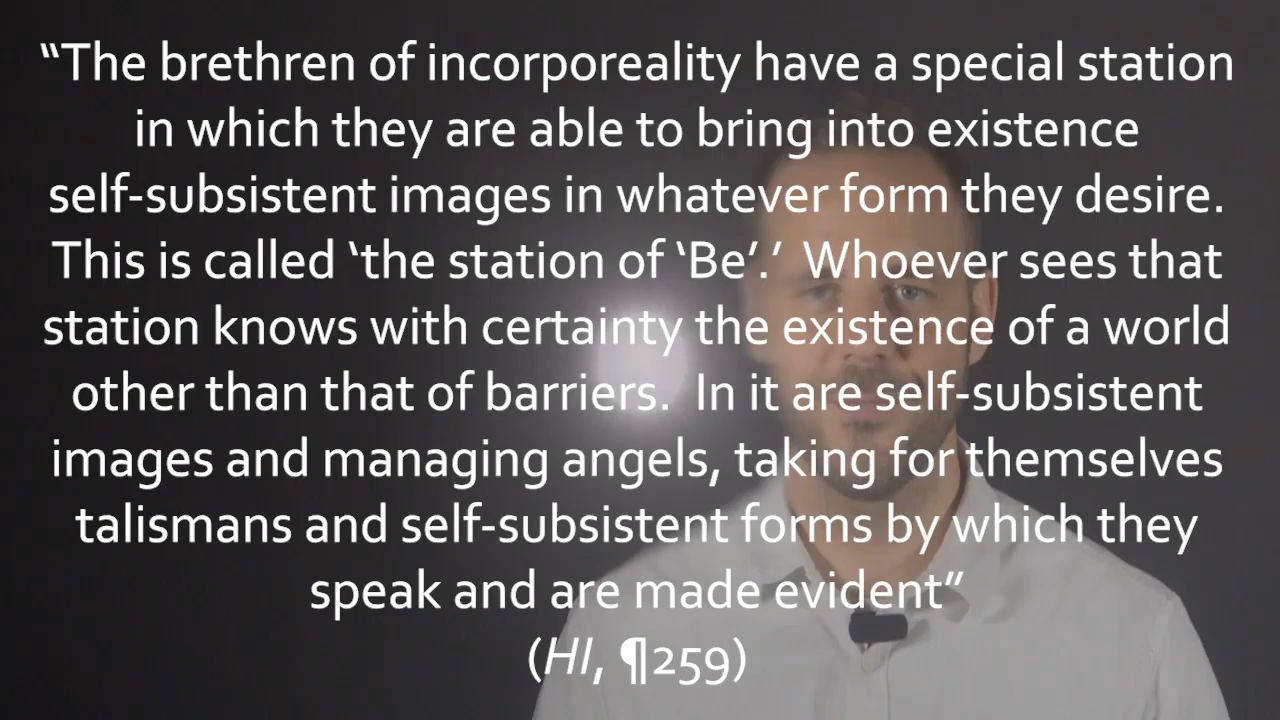 “The brethren of incorporeality have a special station
in which they are able to bring into existence
self-subsistent images in whatever form they desire.
This is called ‘the station of ‘Be’.’ Whoever sees that
station knows with certainty the existence of a world
other than that of barriers. In it are self-subsistent
images and managing angels, taking for themselves
talismans and self-subsistent forms by which they
speak and are made evident”
(HI, ¶259)